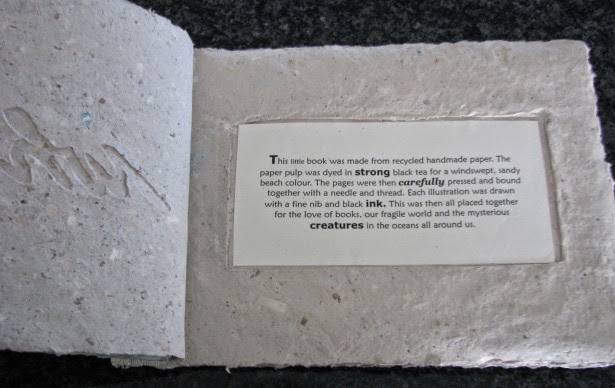 This little book was made from recycled handmade paper. The
paper pulp was dyed in strong black tea for a windswept, sandy
beach colour. The pages were then carefully pressed and bound
together with a needle and thread. Each illustration was drawn
with a fine nib and black ink. This was then all placed together
for the love of books, our fragile world and the mysterious
creatures in the oceans all around us.